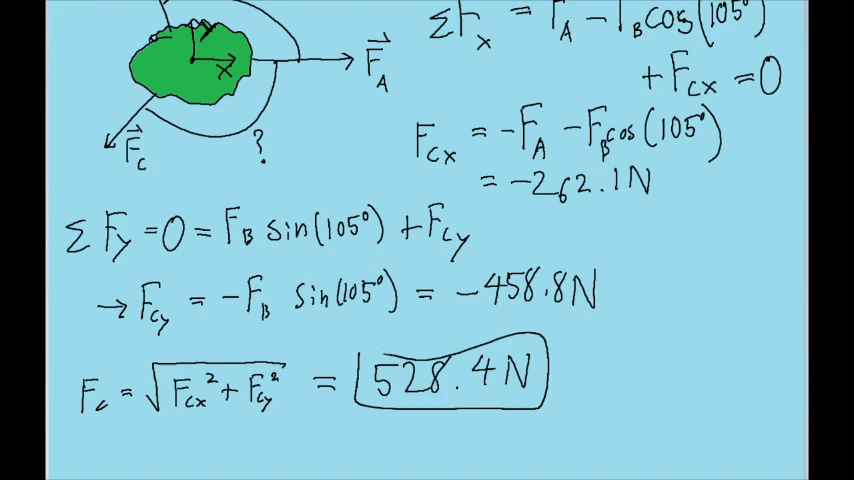 ΣFx = FA − FB cos(105°)
+ FCx = 0
x
FA
FC
?
FCx = −FA − FB cos(105°)
= −262.1N
ΣFy = 0 = FB sin(105°) + FCy
→ FCy = −FB sin(105°) = −458.8N
FC = √FCx² + FCy² = 528.4N